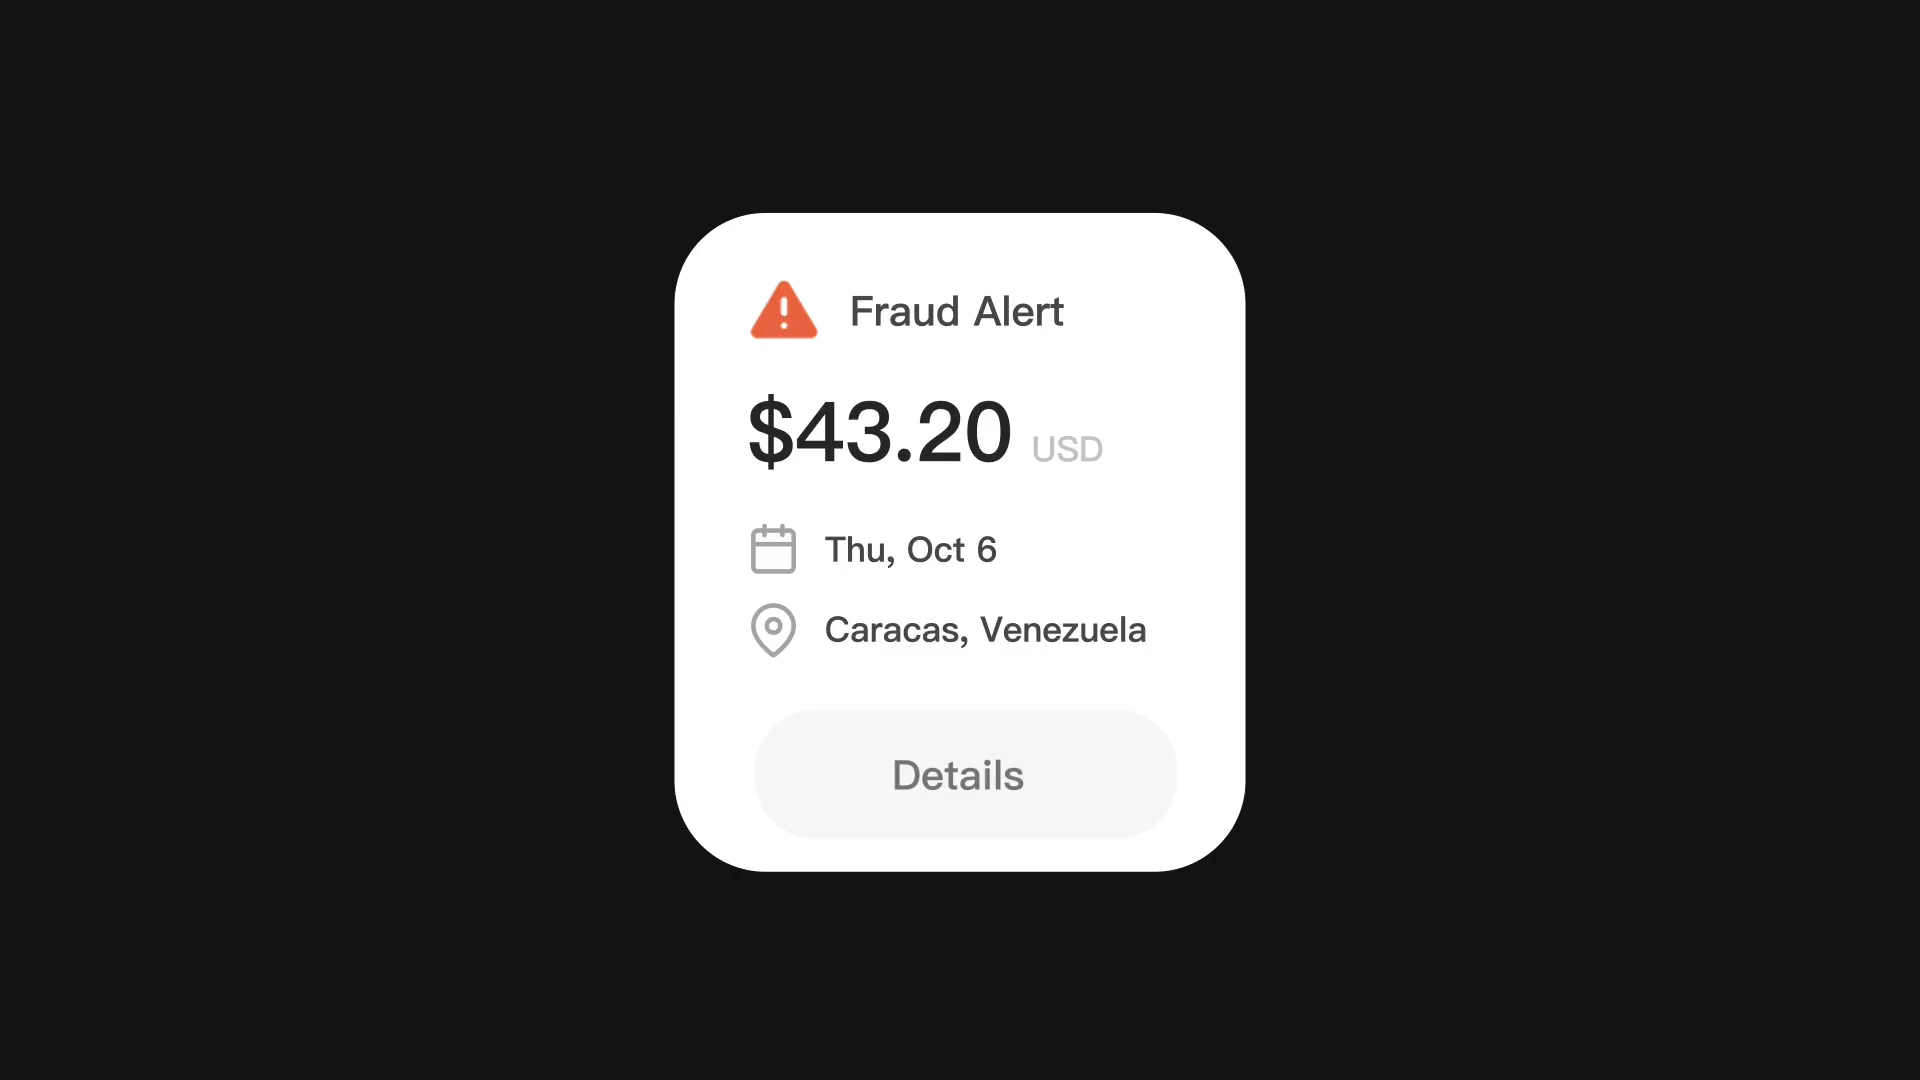 Fraud Alert
$43.20 USD
Thu, Oct 6
Caracas, Venezuela
Details